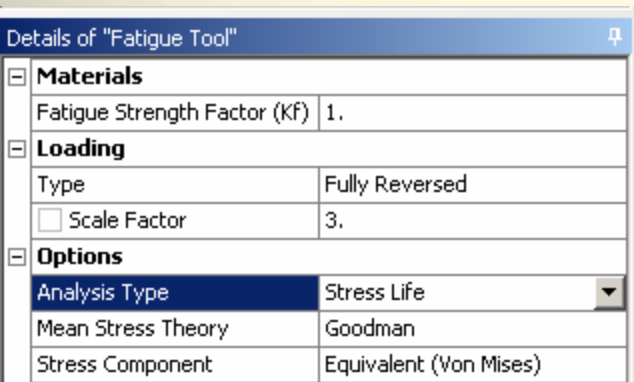 Details of "Fatigue Tool"
Materials
Fatigue Strength Factor (Kf) 1.
Loading
Type Fully Reversed
Scale Factor 3.
Options
Analysis Type Stress Life
Mean Stress Theory Goodman
Stress Component Equivalent (Von Mises)